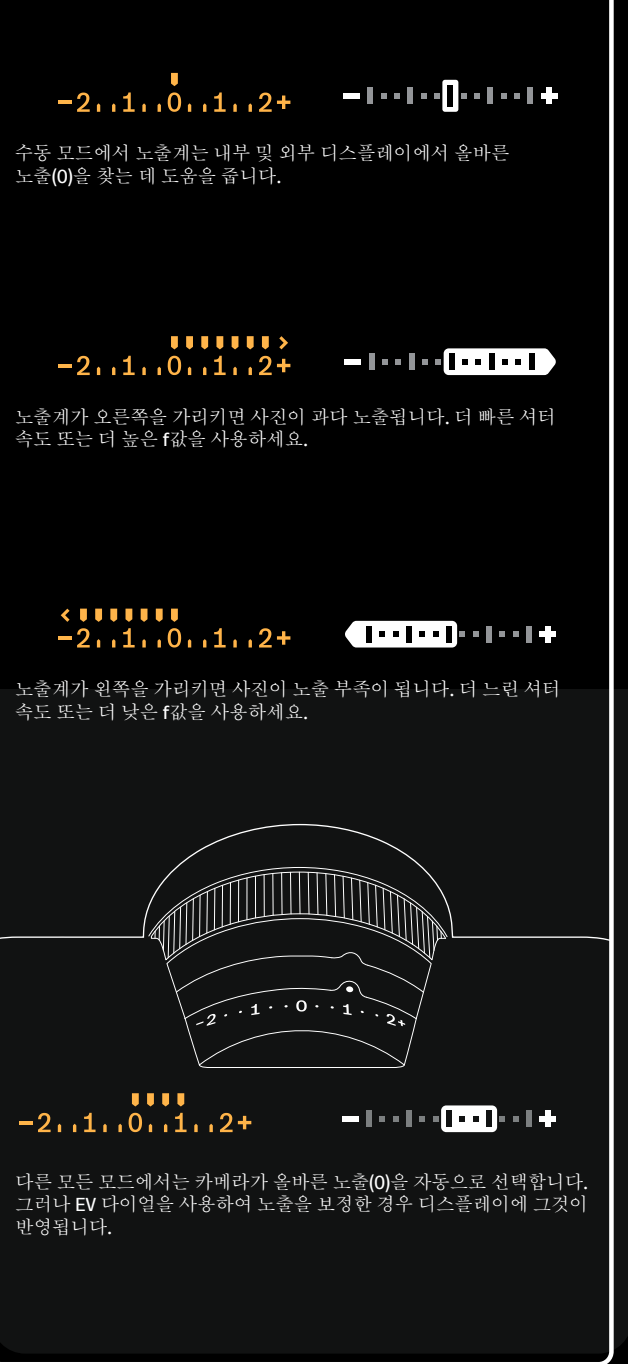 -2..1..0..1..2+
수동 모드에서 노출계는 내부 및 외부 디스플레이에서 올바른
노출(0)을 찾는 데 도움을 줍니다.
-2..1..0..1..2+
노출계가 오른쪽을 가리키면 사진이 과다 노출됩니다. 더 빠른 셔터
속도 또는 더 높은 f값을 사용하세요.
-2..1..0..1..2+
노출계가 왼쪽을 가리키면 사진이 노출 부족이 됩니다. 더 느린 셔터
속도 또는 더 낮은 f값을 사용하세요.
-2··1··0··1··2+
-2..1..0..1..2+
다른 모든 모드에서는 카메라가 올바른 노출(0)을 자동으로 선택합니다.
그러나 EV 다이얼을 사용하여 노출을 보정한 경우 디스플레이에 그것이
반영됩니다.